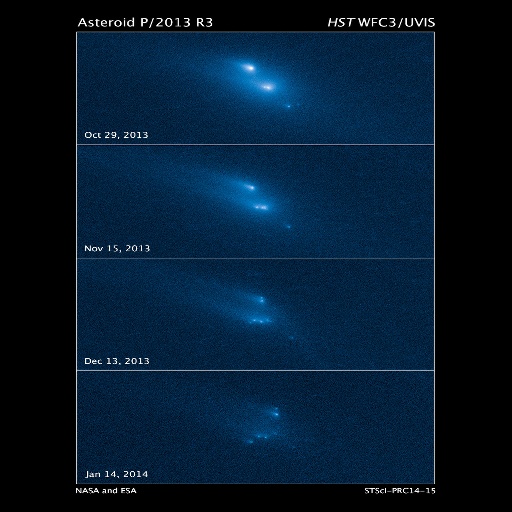 Asteroid P/2013 R3 HST WFC3/UVIS
Oct 29, 2013
Nov 15, 2013
Dec 13, 2013
Jan 14, 2014
NASA and ESA STScI-PRC14-15